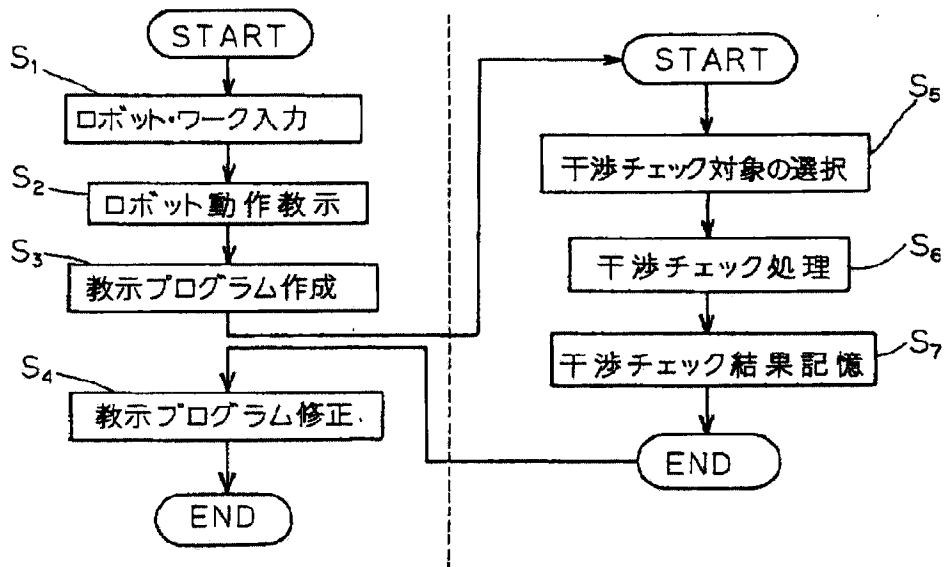 START
S1
ロボット・ワーク入力
S2
ロボット動作教示
S3
教示プログラム作成
S4
教示プログラム修正
END
START
S5
干渉チェック対象の選択
S6
干渉チェック処理
S7
干渉チェック結果記憶
END